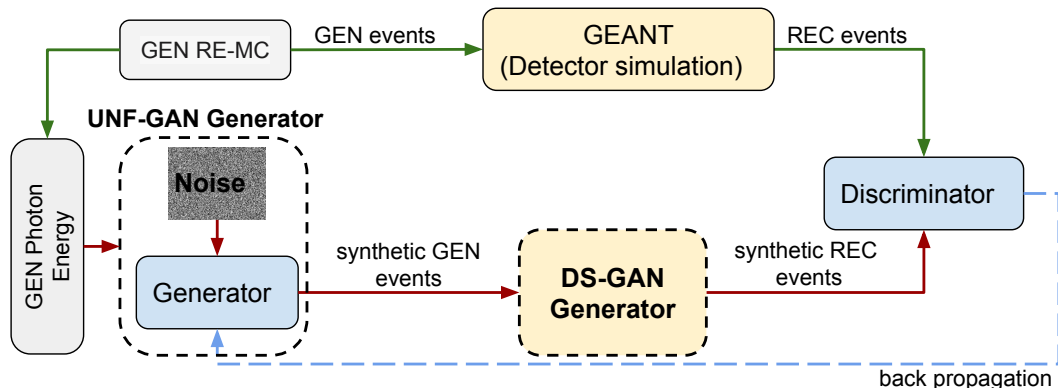 GEN RE-MC
GEN events
GEANT
(Detector simulation)
REC events
UNF-GAN Generator
GEN Photon
Energy
Noise
Generator
synthetic GEN
events
DS-GAN
Generator
synthetic REC
events
Discriminator
back propagation